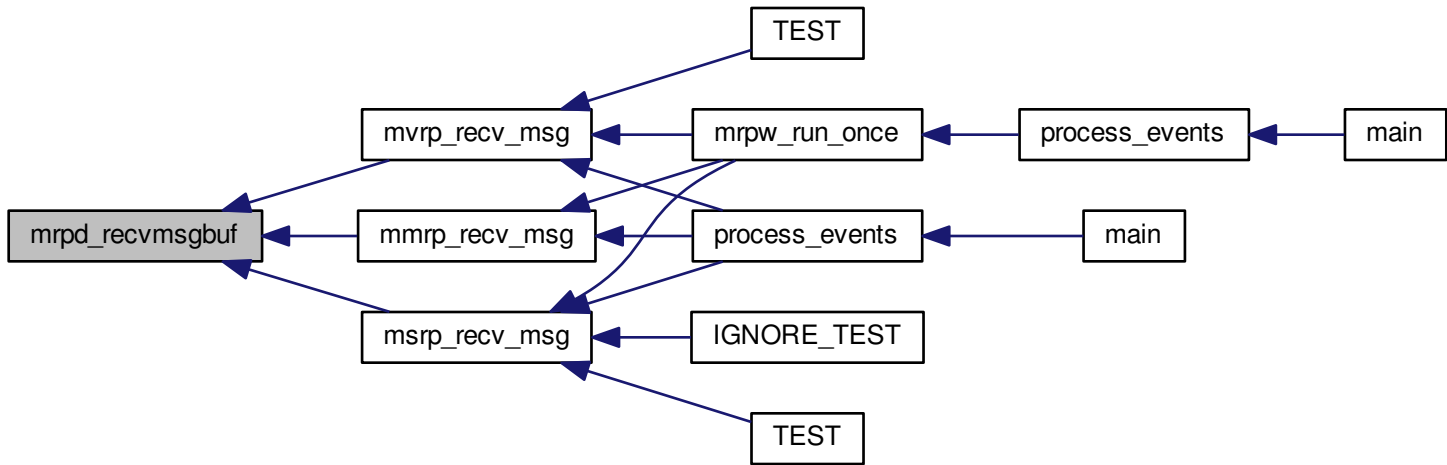 TEST
mvrp_recv_msg
mrpw_run_once
process_events
main
mrpd_recvmsgbuf
mmrp_recv_msg
process_events
main
msrp_recv_msg
IGNORE_TEST
TEST